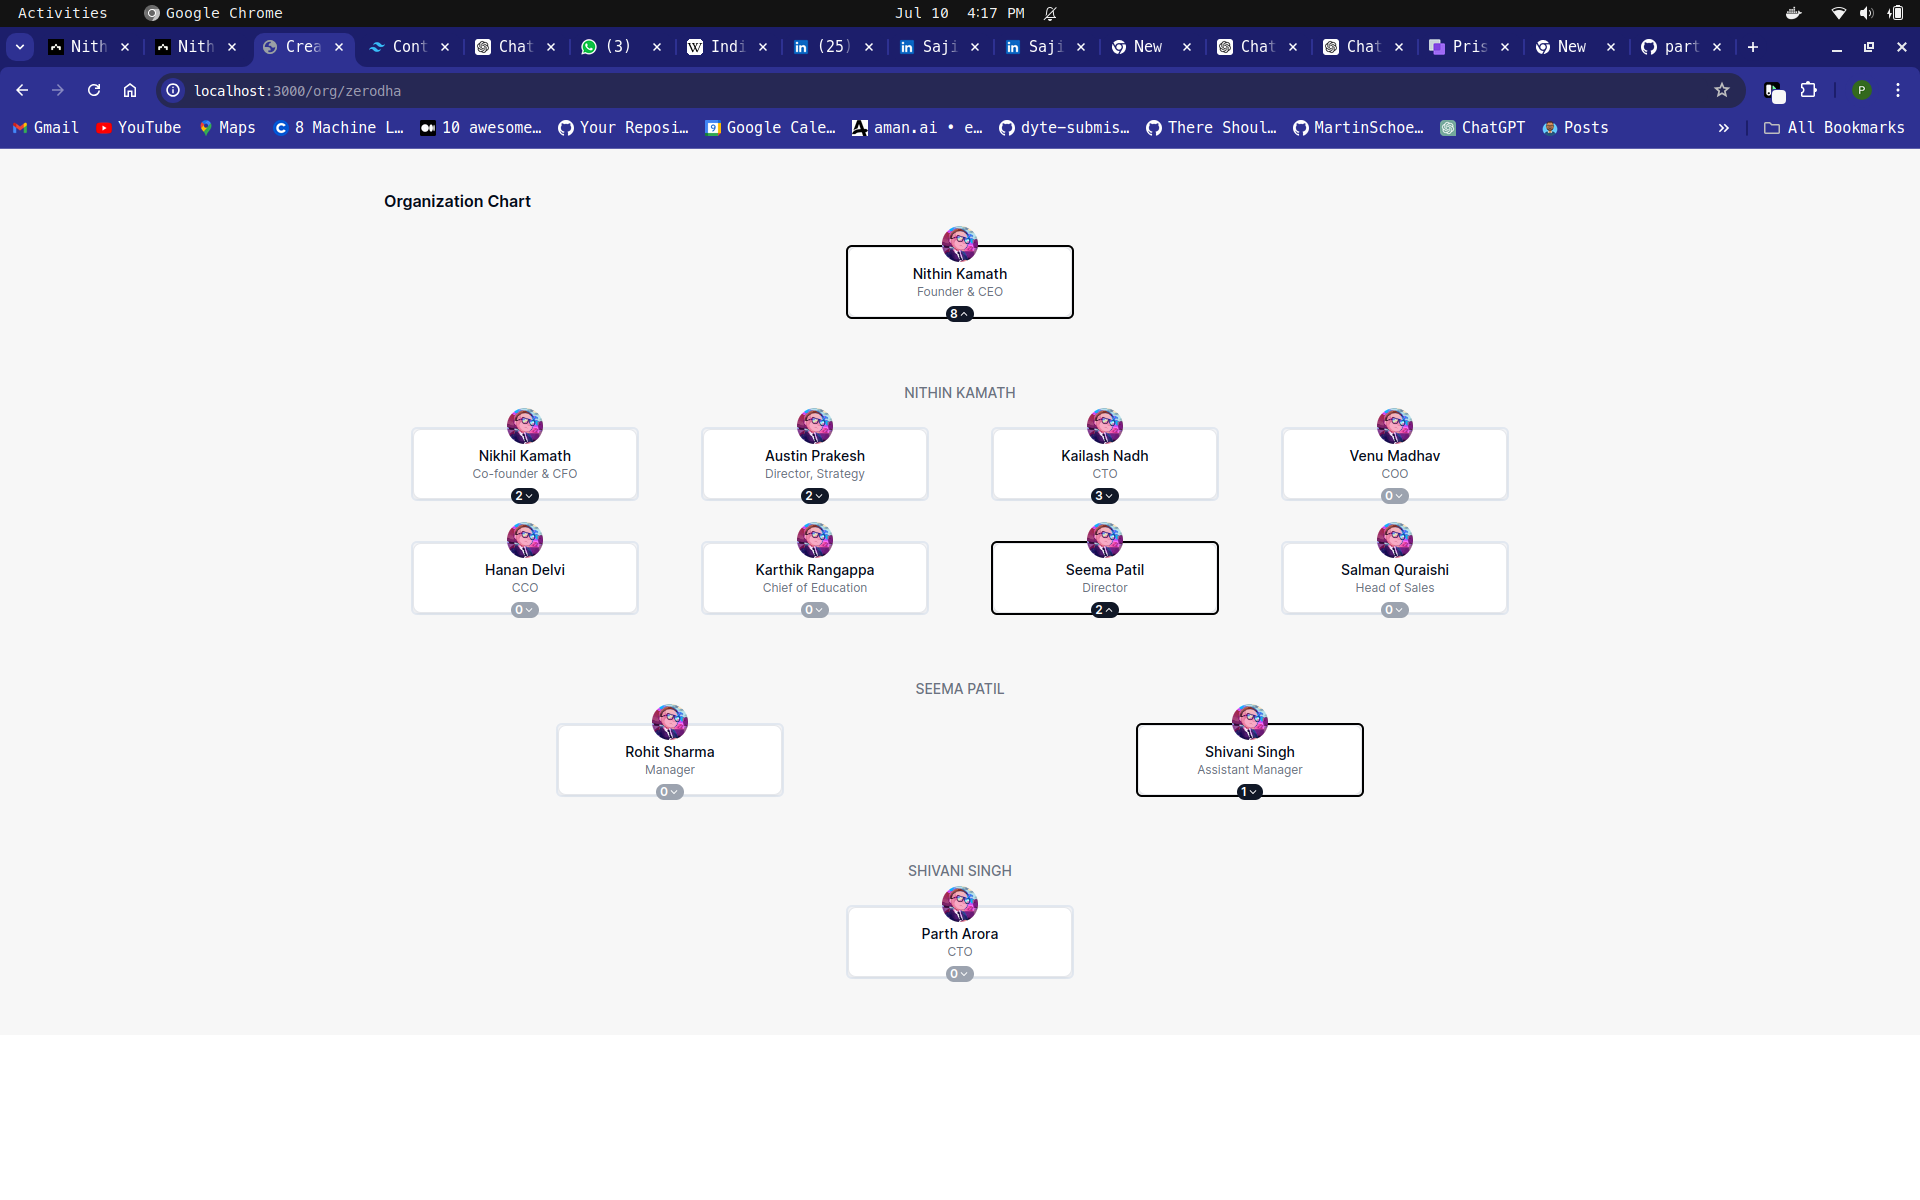 Activities Google Chrome Jul 10 4:17 PM
Nith Nith Crea Cont Chat (3) Indi (25) Saji Saji New Chat Chat Pris New part
localhost:3000/org/zerodha P
Gmail YouTube Maps 8 Machine L… 10 awesome… Your Reposi… Google Cale… aman.ai • e… dyte-submis… There Shoul… MartinSchoe… ChatGPT Posts » All Bookmarks
Organization Chart
Nithin Kamath
Founder & CEO
8
NITHIN KAMATH
Nikhil Kamath Austin Prakesh Kailash Nadh Venu Madhav
Co-founder & CFO Director, Strategy CTO COO
2 2 3 0
Hanan Delvi Karthik Rangappa Seema Patil Salman Quraishi
CCO Chief of Education Director Head of Sales
0 0 2 0
SEEMA PATIL
Rohit Sharma Shivani Singh
Manager Assistant Manager
0 1
SHIVANI SINGH
Parth Arora
CTO
0